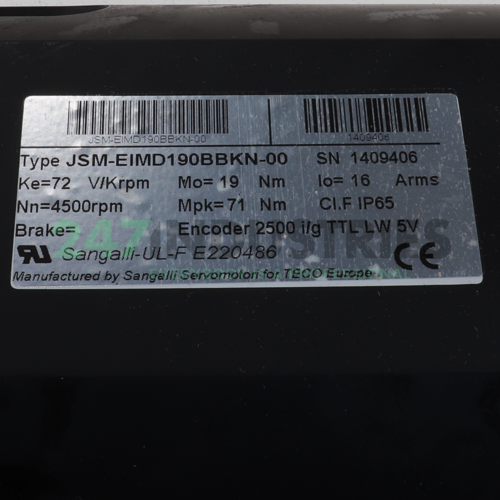 JSM-EIMD190BBKN-00 1409406
Type JSM-EIMD190BBKN-00 SN 1409406
Ke=72 V/Krpm Mo= 19 Nm Io= 16 Arms
Nn=4500rpm Mpk= 71 Nm Cl.F IP65
Brake= Encoder 2500 i/g TTL LW 5V
247 INDUSTRIES
Sangalli-UL-F E220486 CE
Manufactured by Sangalli Servomotori for TECO Europe